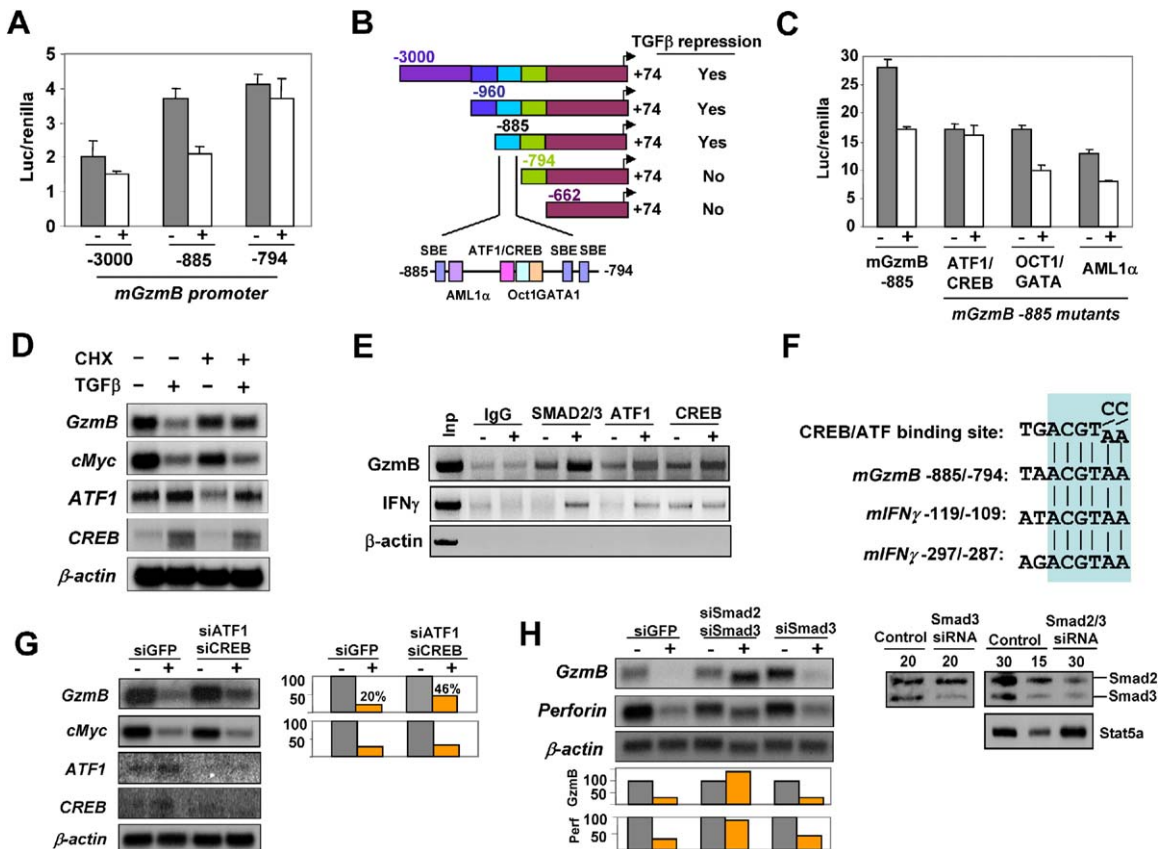 A
Luc/renilla
5
4
3
2
1
0
- + - + - +
-3000 -885 -794
mGzmB promoter
B
TGFβ repression
-3000
+74 Yes
-960
+74 Yes
-885
+74 Yes
-794
+74 No
-662
+74 No
SBE ATF1/CREB SBE SBE
-885 -794
AML1α Oct1GATA1
C
Luc/renilla
30
25
20
15
10
5
0
- + - + - + - +
mGzmB -885
ATF1/ CREB
OCT1/ GATA
AML1α
mGzmB -885 mutants
D
CHX - - + +
TGFβ - + - +
GzmB
cMyc
ATF1
CREB
β-actin
E
Inp IgG SMAD2/3 ATF1 CREB
- + - + - + - +
GzmB
IFNγ
β-actin
F
CC
CREB/ATF binding site: TGACGTAA
mGzmB -885/-794: TAACGTAA
mIFNγ -119/-109: ATACGTAA
mIFNγ -297/-287: AGACGTAA
G
siGFP siATF1 siCREB
- + - +
GzmB
cMyc
ATF1
CREB
β-actin
siGFP siATF1 siCREB
- + - +
100
50
20% 46%
100
50
H
siGFP siSmad2 siSmad3 siSmad3
- + - + - +
GzmB
Perforin
β-actin
GzmB
100
50
Perf
100
50
Control Smad3 siRNA
20 20
Control Smad2/3 siRNA
30 15 30
Smad2
Smad3
Stat5a